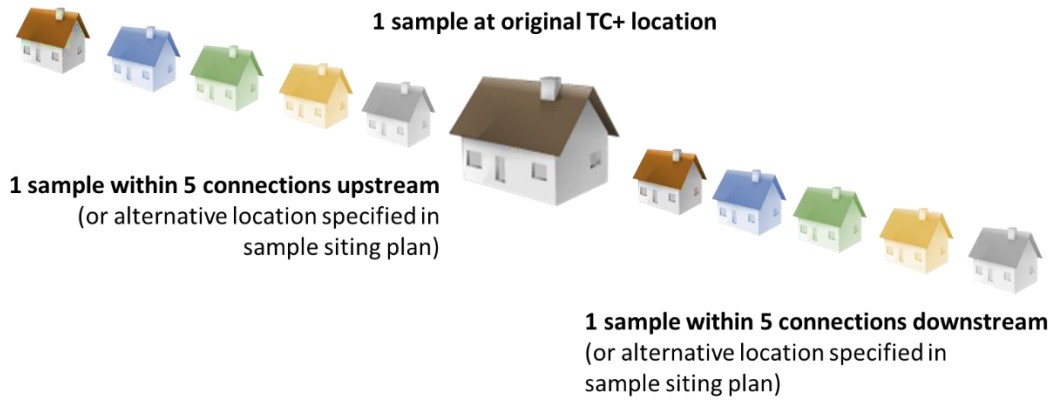 1 sample at original TC+ location
1 sample within 5 connections upstream
(or alternative location specified in
sample siting plan)
1 sample within 5 connections downstream
(or alternative location specified in
sample siting plan)